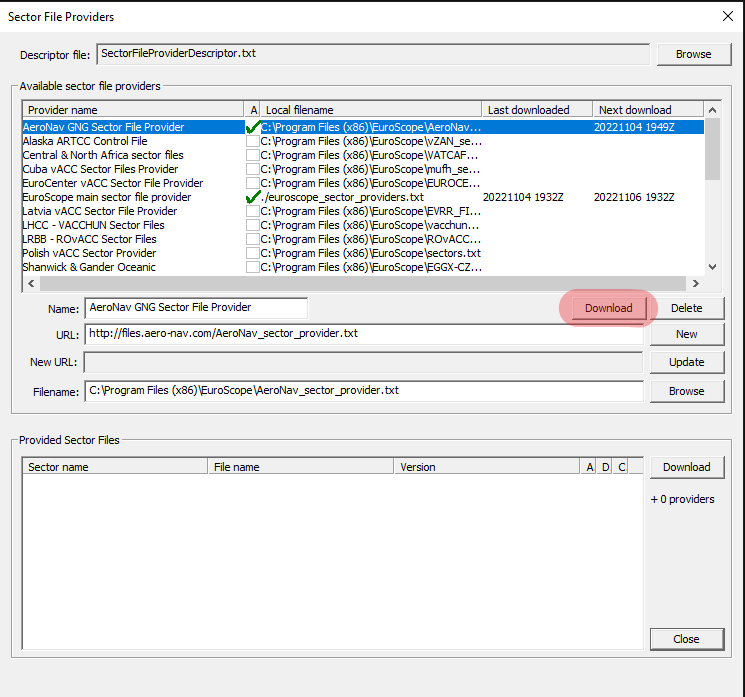 Sector File Providers
Descriptor file: SectorFileProviderDescriptor.txt Browse
Available sector file providers
Provider name A Local filename Last downloaded Next download
AeroNav GNG Sector File Provider C:\Program Files (x86)\EuroScope\AeroNav... 20221104 1949Z
Alaska ARTCC Control File C:\Program Files (x86)\EuroScope\vZAN_se...
Central & North Africa sector files C:\Program Files (x86)\EuroScope\VATCAF...
Cuba vACC Sector Files Provider C:\Program Files (x86)\EuroScope\mufh_se...
EuroCenter vACC Sector File Provider C:\Program Files (x86)\EuroScope\EUROCE...
EuroScope main sector file provider ./euroscope_sector_providers.txt 20221104 1932Z 20221106 1932Z
Latvia vACC Sector File Provider C:\Program Files (x86)\EuroScope\EVRR_FI...
LHCC - VACCHUN Sector Files C:\Program Files (x86)\EuroScope\vacchun...
LRBB - ROvACC Sector Files C:\Program Files (x86)\EuroScope\ROvACC...
Polish vACC Sector Provider C:\Program Files (x86)\EuroScope\sectors.txt
Shanwick & Gander Oceanic C:\Program Files (x86)\EuroScope\EGGX-CZ...
Name: AeroNav GNG Sector File Provider Download Delete
URL: http://files.aero-nav.com/AeroNav_sector_provider.txt New
New URL: Update
Filename: C:\Program Files (x86)\EuroScope\AeroNav_sector_provider.txt Browse
Provided Sector Files
Sector name File name Version A D C Download
+ 0 providers
Close